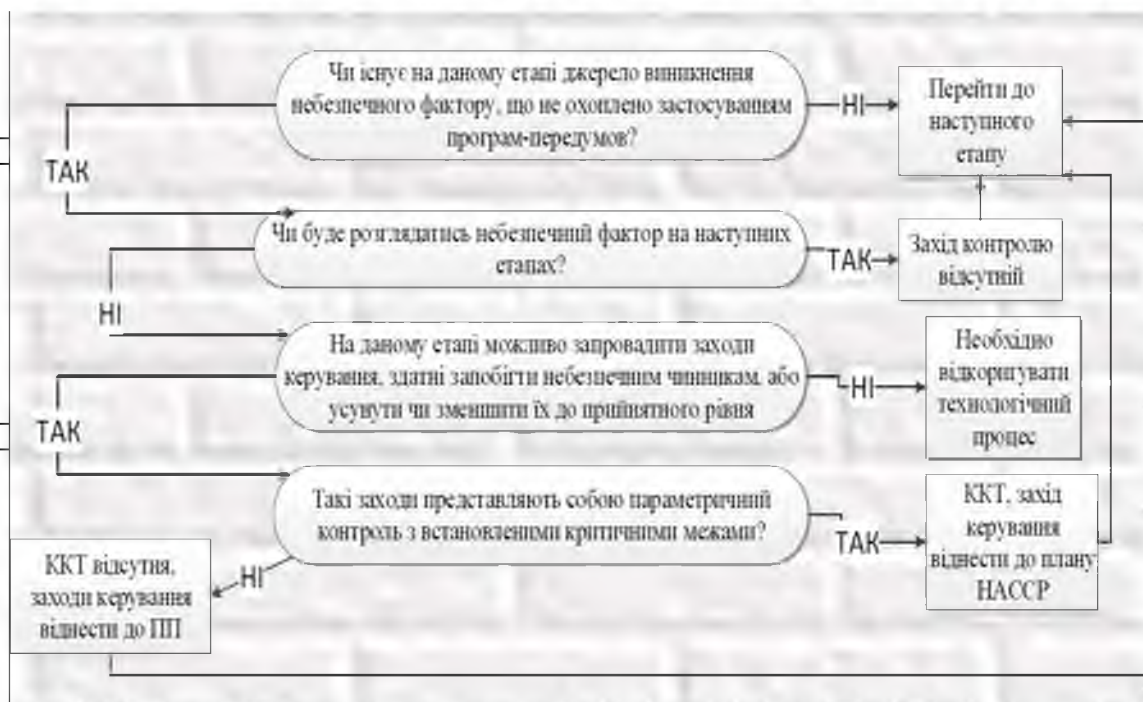 Чи існує на даному етапі джерело виникнення
небезпечного фактору, що не охоплено застосуванням
програм-передумов?
НІ
Перейти до
наступного
етапу
ТАК
Чи буде розглядатись небезпечний фактор на наступних
етапах?
ТАК
Захід контролю
відсутній
НІ
На даному етапі можливо запровадити заходи
керування, здатні запобігти небезпечним чинникам, або
усунути чи зменшити їх до прийнятного рівня
НІ
Необхідно
відкоригувати
технологічний
процес
ТАК
Такі заходи представляють собою параметричний
контроль з встановленими критичними межами?
ТАК
ККТ, захід
керування
віднести до плану
НАССР
НІ
ККТ відсутня,
заходи керування
віднести до ПП